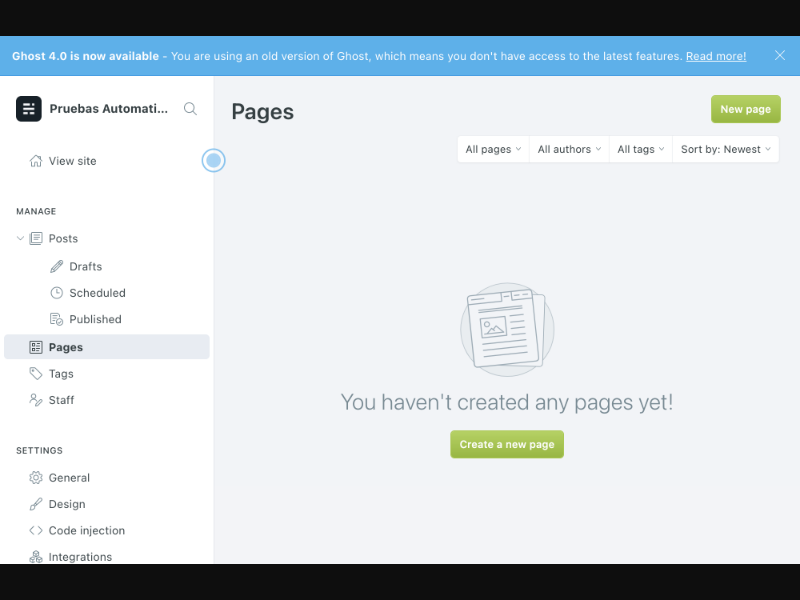 Ghost 4.0 is now available - You are using an old version of Ghost, which means you don't have access to the latest features. Read more!
Pruebas Automati...
View site
MANAGE
Posts
Drafts
Scheduled
Published
Pages
Tags
Staff
SETTINGS
General
Design
Code injection
Integrations
Pages
New page
All pages
All authors
All tags
Sort by: Newest
You haven't created any pages yet!
Create a new page